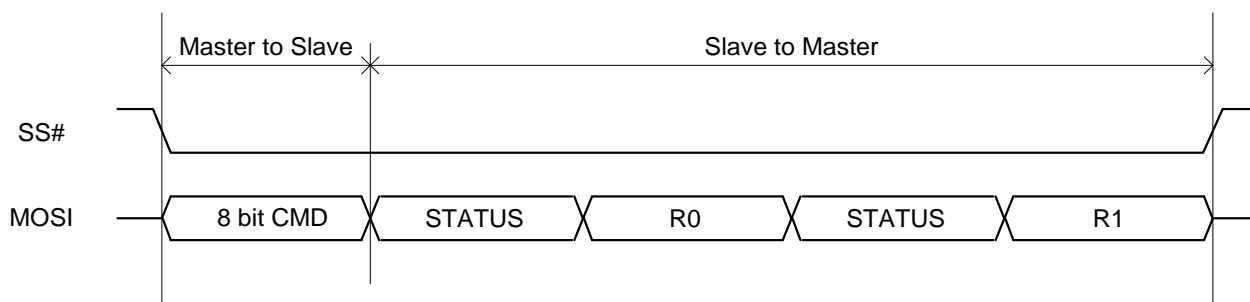 Master to Slave Slave to Master
SS#
MOSI 8 bit CMD STATUS R0 STATUS R1